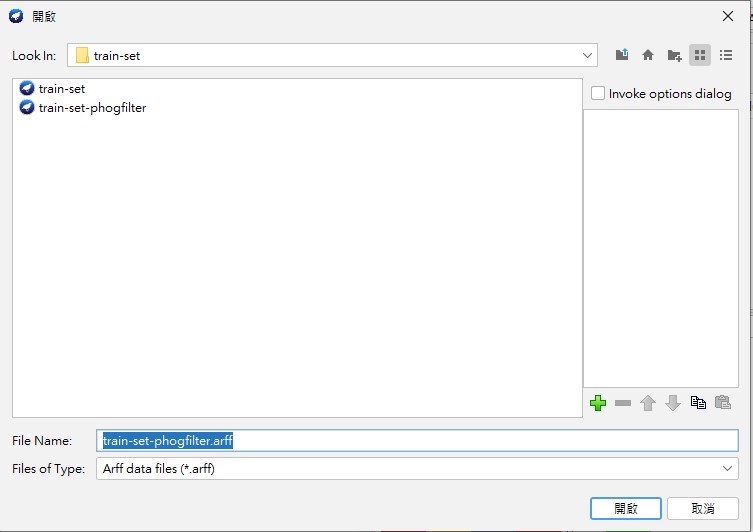 開啟
Look In: train-set
train-set
train-set-phogfilter
Invoke options dialog
File Name: train-set-phogfilter.arff
Files of Type: Arff data files (*.arff)
開啟 取消